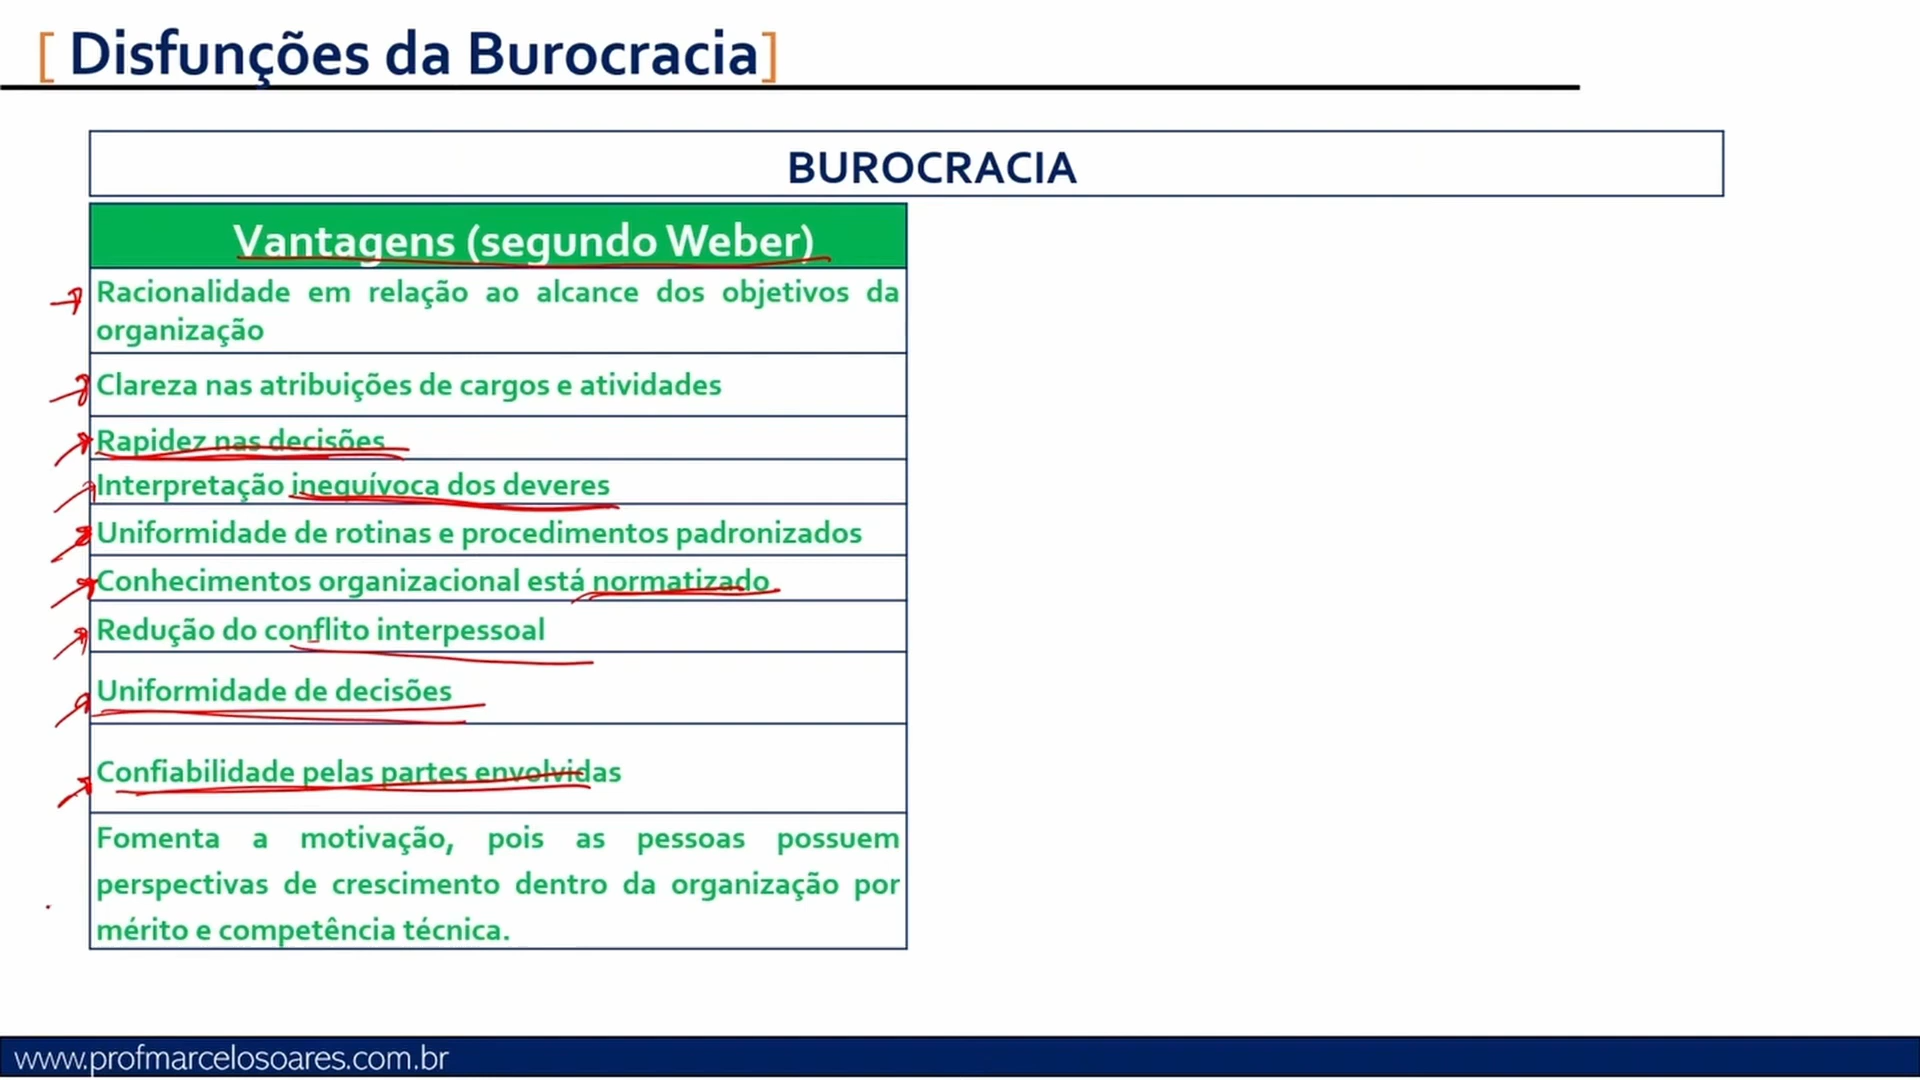 [ Disfunções da Burocracia]
BUROCRACIA
Vantagens (segundo Weber)
Racionalidade em relação ao alcance dos objetivos da
organização
Clareza nas atribuições de cargos e atividades
Rapidez nas decisões
Interpretação inequívoca dos deveres
Uniformidade de rotinas e procedimentos padronizados
Conhecimentos organizacional está normatizado.
Redução do conflito interpessoal
Uniformidade de decisões
Confiabilidade pelas partes envolvidas
Fomenta a motivação, pois as pessoas possuem
perspectivas de crescimento dentro da organização por
mérito e competência técnica.
www.profmarcelosoares.com.br